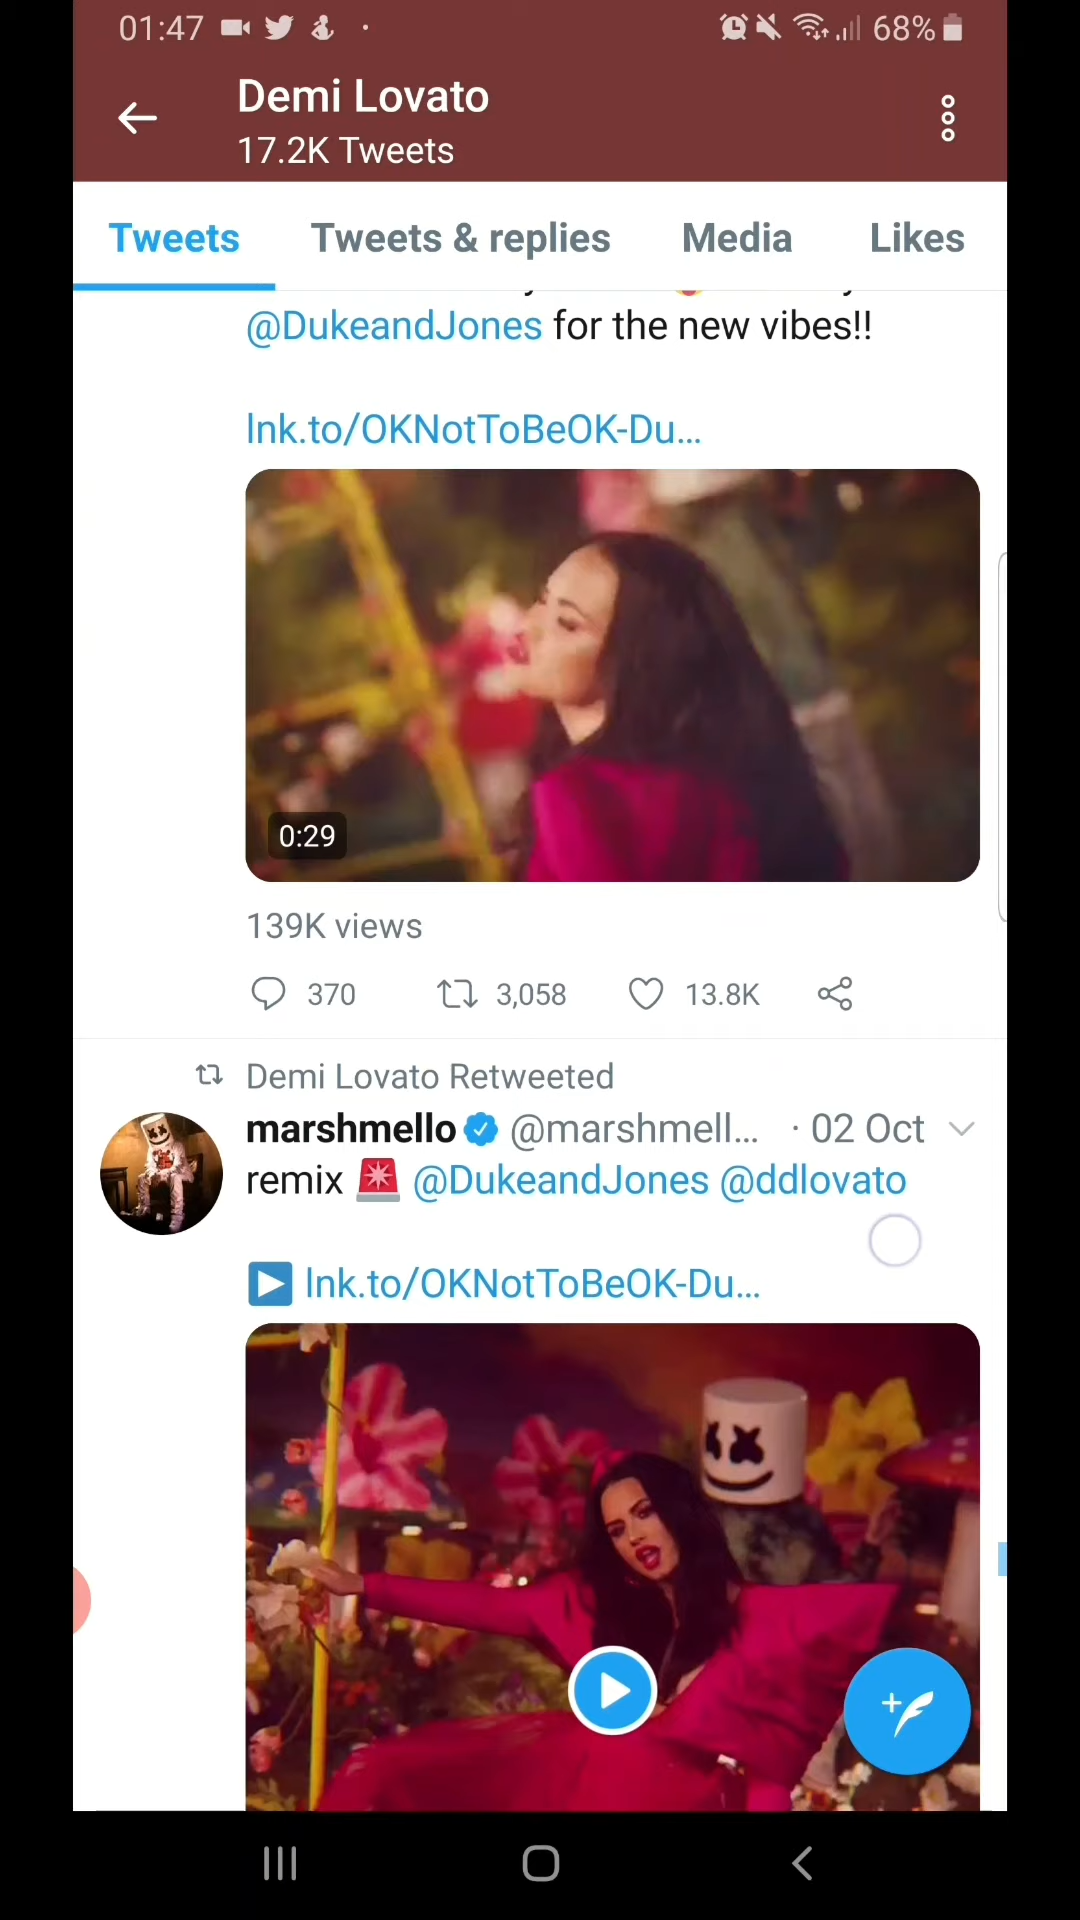 01:47
68%
Demi Lovato
17.2K Tweets
Tweets
Tweets & replies
Media
Likes
@DukeandJones for the new vibes!!
lnk.to/OKNotToBeOK-Du...
0:29
139K views
370
3,058
13.8K
Demi Lovato Retweeted
marshmello @marshmell... · 02 Oct
remix 🚨 @DukeandJones @ddlovato
▶️ lnk.to/OKNotToBeOK-Du...